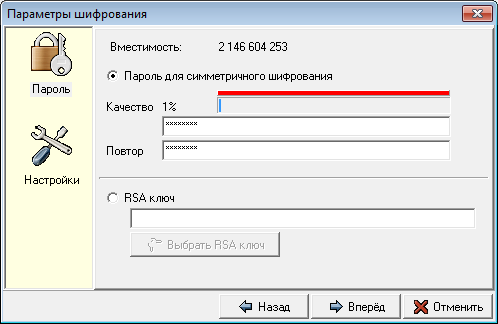 Параметры шифрования
Пароль
Настройки
Вместимость: 2 146 604 253
Пароль для симметричного шифрования
Качество 1%
********
Повтор ********
RSA ключ
Выбрать RSA ключ
Назад
Вперёд
Отменить